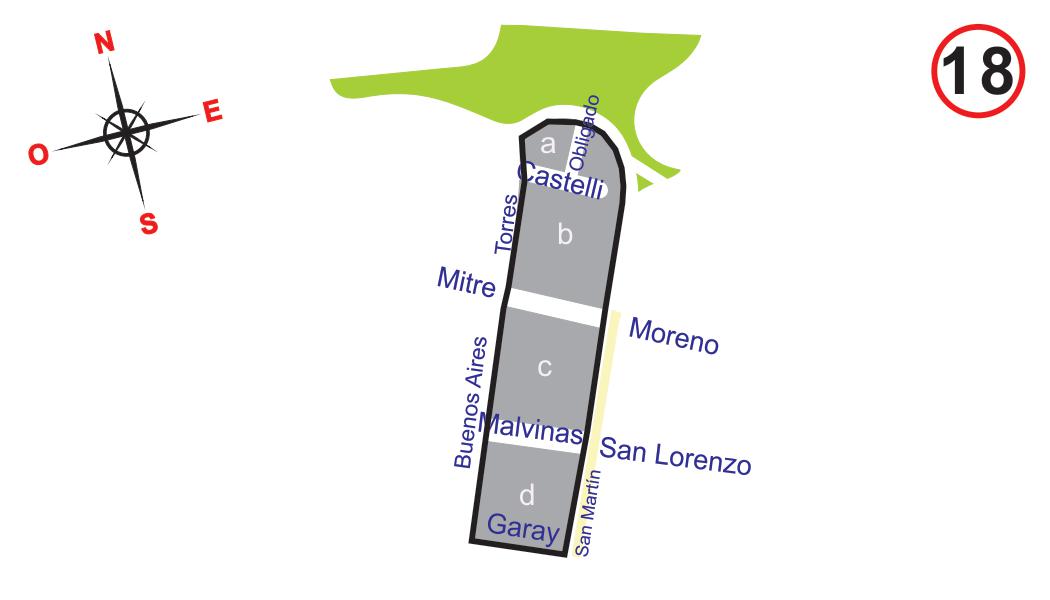 N
E
O
S
18
Obligado
a
Castelli
Torres
b
Mitre
Moreno
Buenos Aires
c
Malvinas
San Lorenzo
San Martín
d
Garay